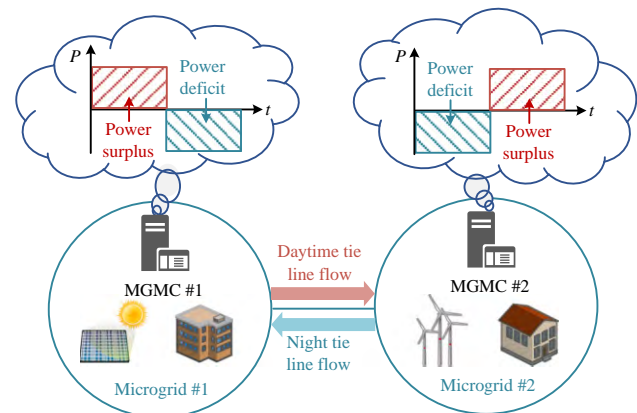 P
Power
deficit
t
Power
surplus
P
Power
deficit
t
Power
surplus
MGMC #1
Microgrid #1
Daytime tie
line flow
Night tie
line flow
MGMC #2
Microgrid #2